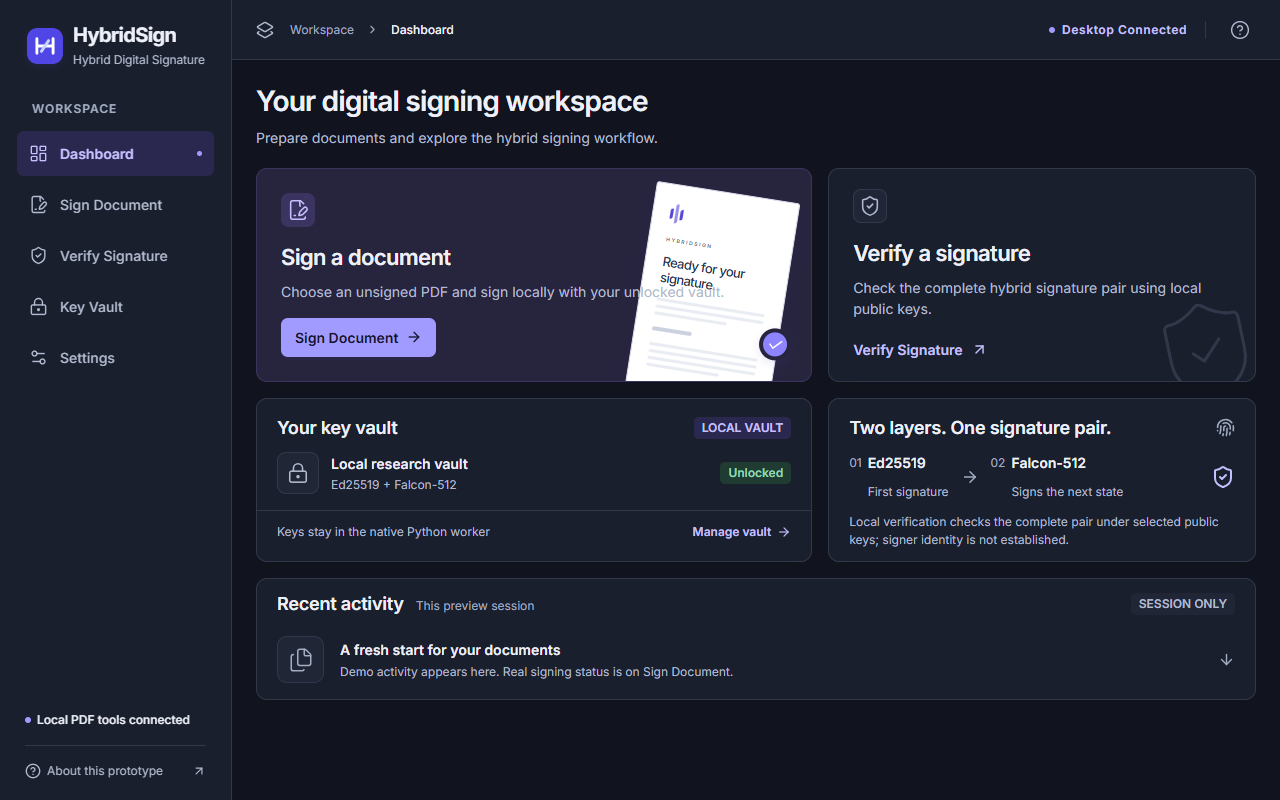 HybridSign
Hybrid Digital Signature
WORKSPACE
Dashboard
Sign Document
Verify Signature
Key Vault
Settings
Local PDF tools connected
About this prototype
Workspace
Dashboard
Desktop Connected
Your digital signing workspace
Prepare documents and explore the hybrid signing workflow.
Sign a document
Choose an unsigned PDF and sign locally with your unlocked vault.
Sign Document
HYBRIDSIGN
Ready for your
signature
Verify a signature
Check the complete hybrid signature pair using local
public keys.
Verify Signature
Your key vault
LOCAL VAULT
Local research vault
Ed25519 + Falcon-512
Unlocked
Keys stay in the native Python worker
Manage vault
Two layers. One signature pair.
01 Ed25519
First signature
02 Falcon-512
Signs the next state
Local verification checks the complete pair under selected public
keys; signer identity is not established.
Recent activity This preview session
SESSION ONLY
A fresh start for your documents
Demo activity appears here. Real signing status is on Sign Document.